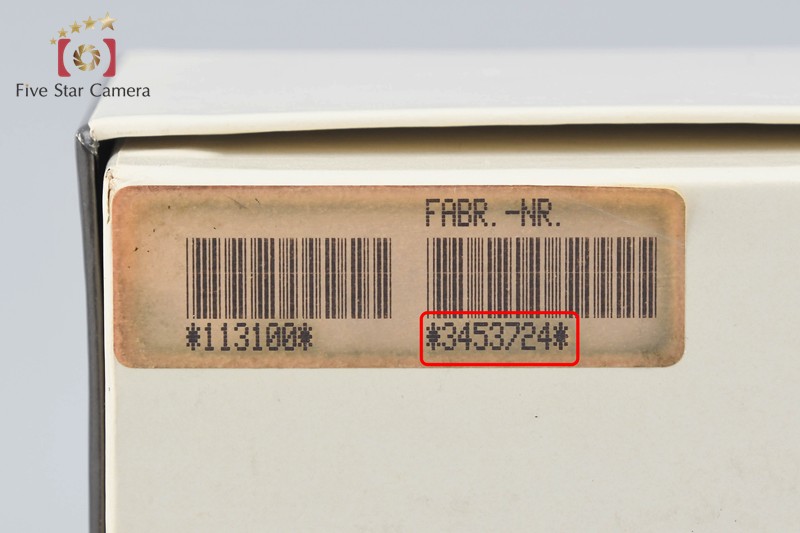 Five Star Camera
FABR.-NR.
*113100*
*3453724*